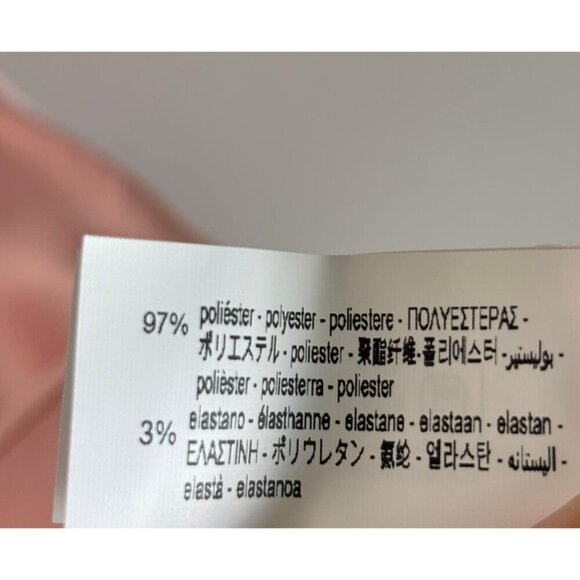 97% poliéster - polyester - poliestere - ΠΟΛΥΕΣΤΕΡΑΣ -
ポリエステル - poliester - 聚酯纤维 - 폴리에스터 - بوليستير -
polièster - poliesterra - poliester
3% elastano - élasthanne - elastane - elastaan - elastan -
ΕΛΑΣΤΙΝΗ - ポリウレタン - 氨纶 - 엘라스탄 - اليستانه -
elastà - elastanoa